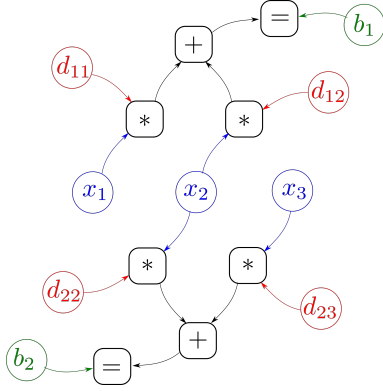 =
b₁
+
d₁₁
d₁₂
*
*
x₁
x₂
x₃
*
*
d₂₂
d₂₃
+
b₂
=